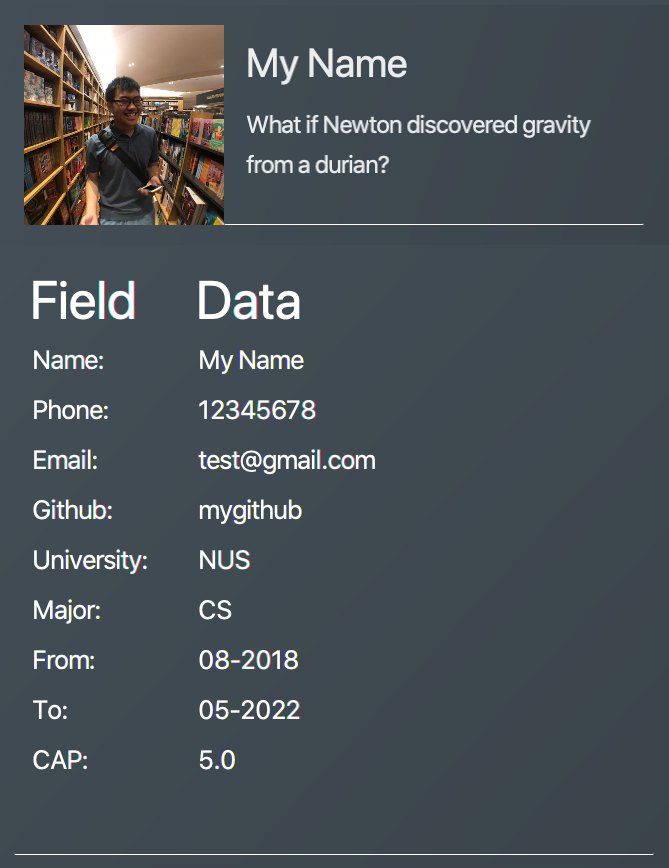 My Name
What if Newton discovered gravity
from a durian?
Field Data
Name: My Name
Phone: 12345678
Email: test@gmail.com
Github: mygithub
University: NUS
Major: CS
From: 08-2018
To: 05-2022
CAP: 5.0